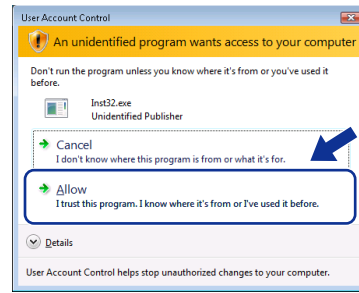 User Account Control
An unidentified program wants access to your computer
Don't run the program unless you know where it's from or you've used it
before.
Inst32.exe
Unidentified Publisher
Cancel
I don't know where this program is from or what it's for.
Allow
I trust this program. I know where it's from or I've used it before.
Details
User Account Control helps stop unauthorized changes to your computer.